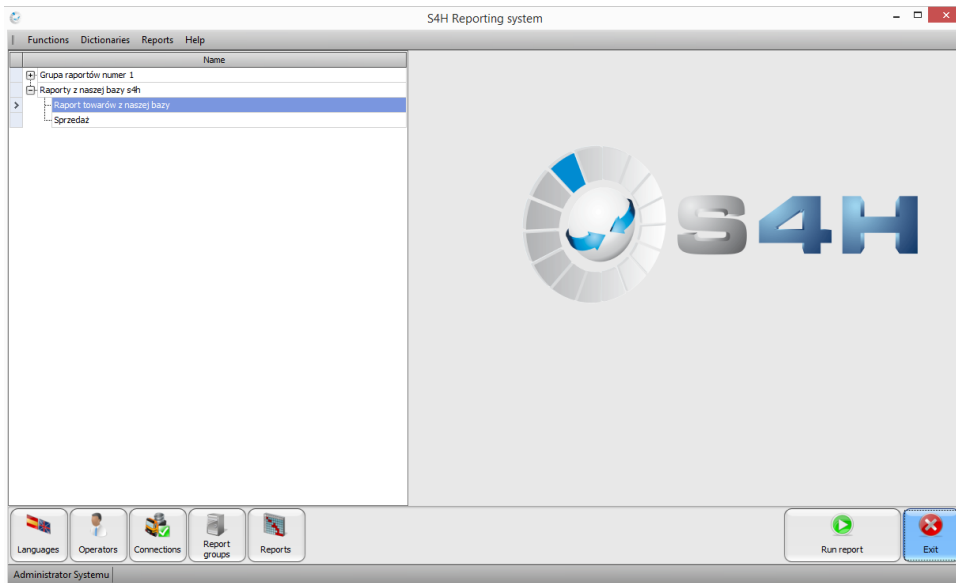 S4H Reporting system
Functions Dictionaries Reports Help
Name
Grupa raportów numer 1
Raporty z naszej bazy s4h
Raport towarów z naszej bazy
Sprzedaż
S4H
Languages
Operators
Connections
Report
groups
Reports
Run report
Exit
Administrator Systemu